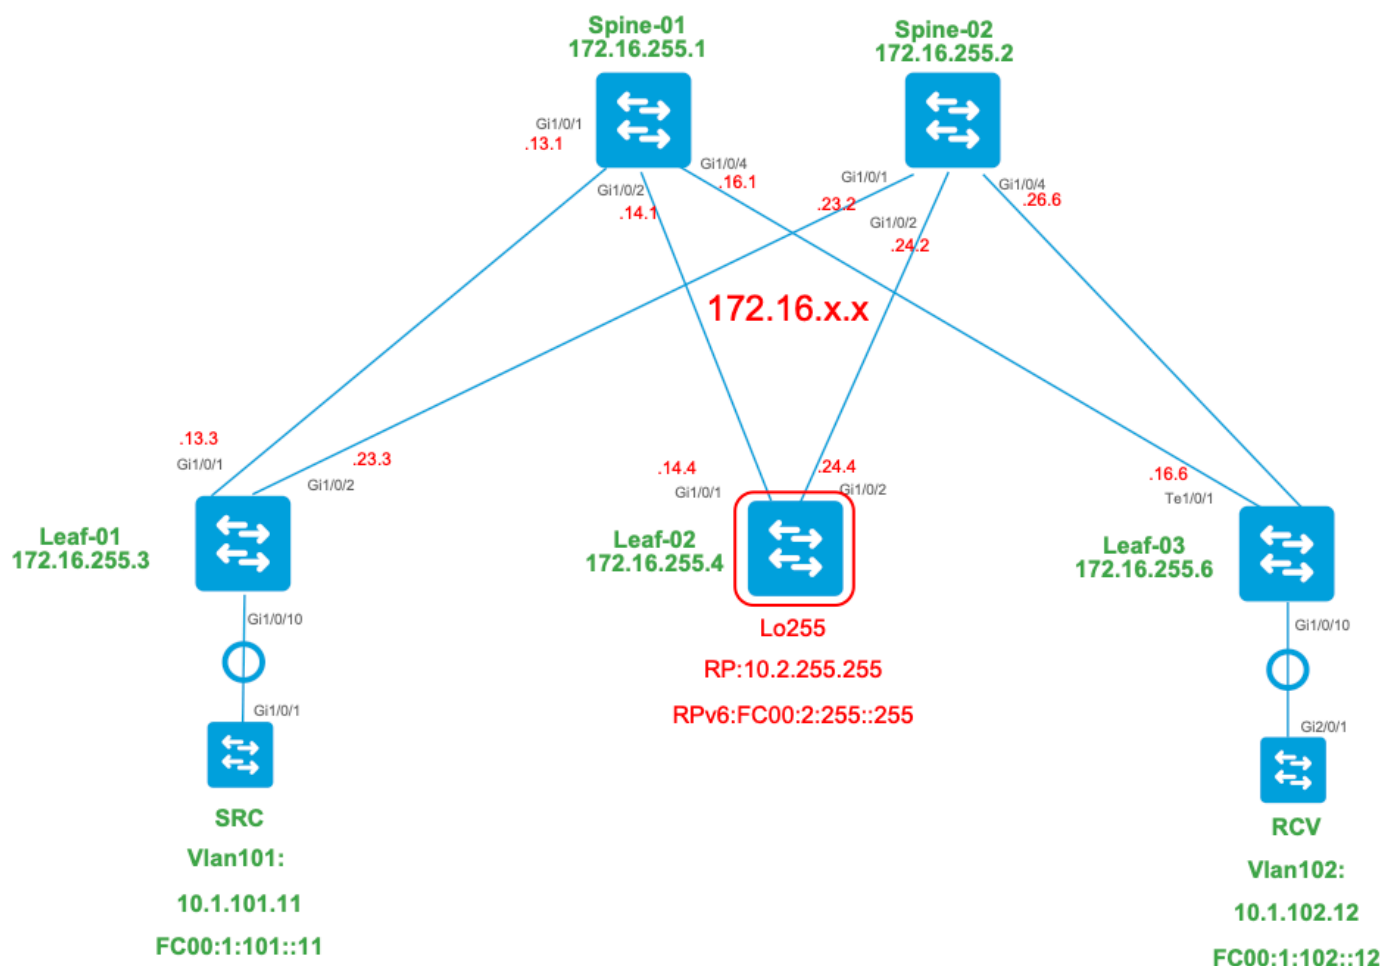 Spine-01
172.16.255.1
Spine-02
172.16.255.2
Gi1/0/1
.13.1
Gi1/0/2
.14.1
Gi1/0/4
.16.1
Gi1/0/1
.23.2
Gi1/0/2
.24.2
Gi1/0/4
.26.6
172.16.x.x
.13.3
Gi1/0/1
.23.3
Gi1/0/2
.14.4
Gi1/0/1
.24.4
Gi1/0/2
.16.6
Te1/0/1
Leaf-01
172.16.255.3
Leaf-02
172.16.255.4
Leaf-03
172.16.255.6
Lo255
RP:10.2.255.255
RPv6:FC00:2:255::255
Gi1/0/10
Gi1/0/1
SRC
Vlan101:
10.1.101.11
FC00:1:101::11
Gi1/0/10
Gi2/0/1
RCV
Vlan102:
10.1.102.12
FC00:1:102::12